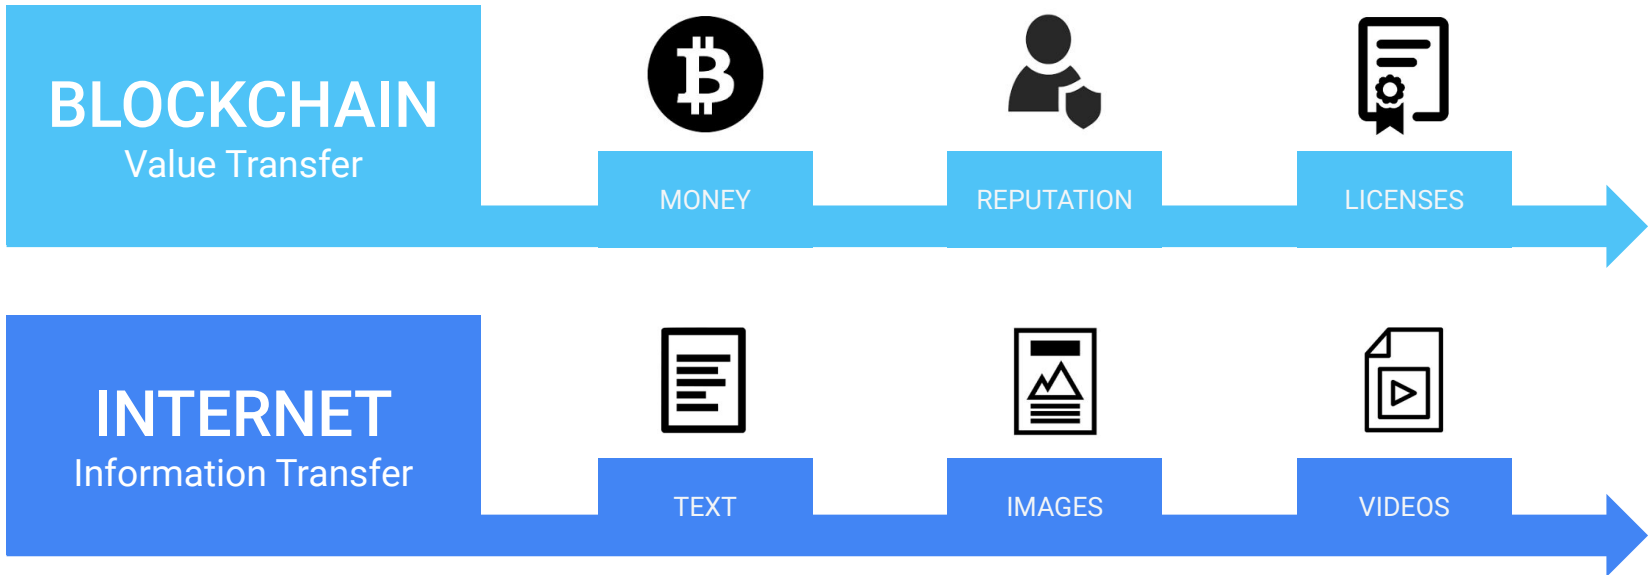 BLOCKCHAIN
Value Transfer
MONEY
REPUTATION
LICENSES
INTERNET
Information Transfer
TEXT
IMAGES
VIDEOS